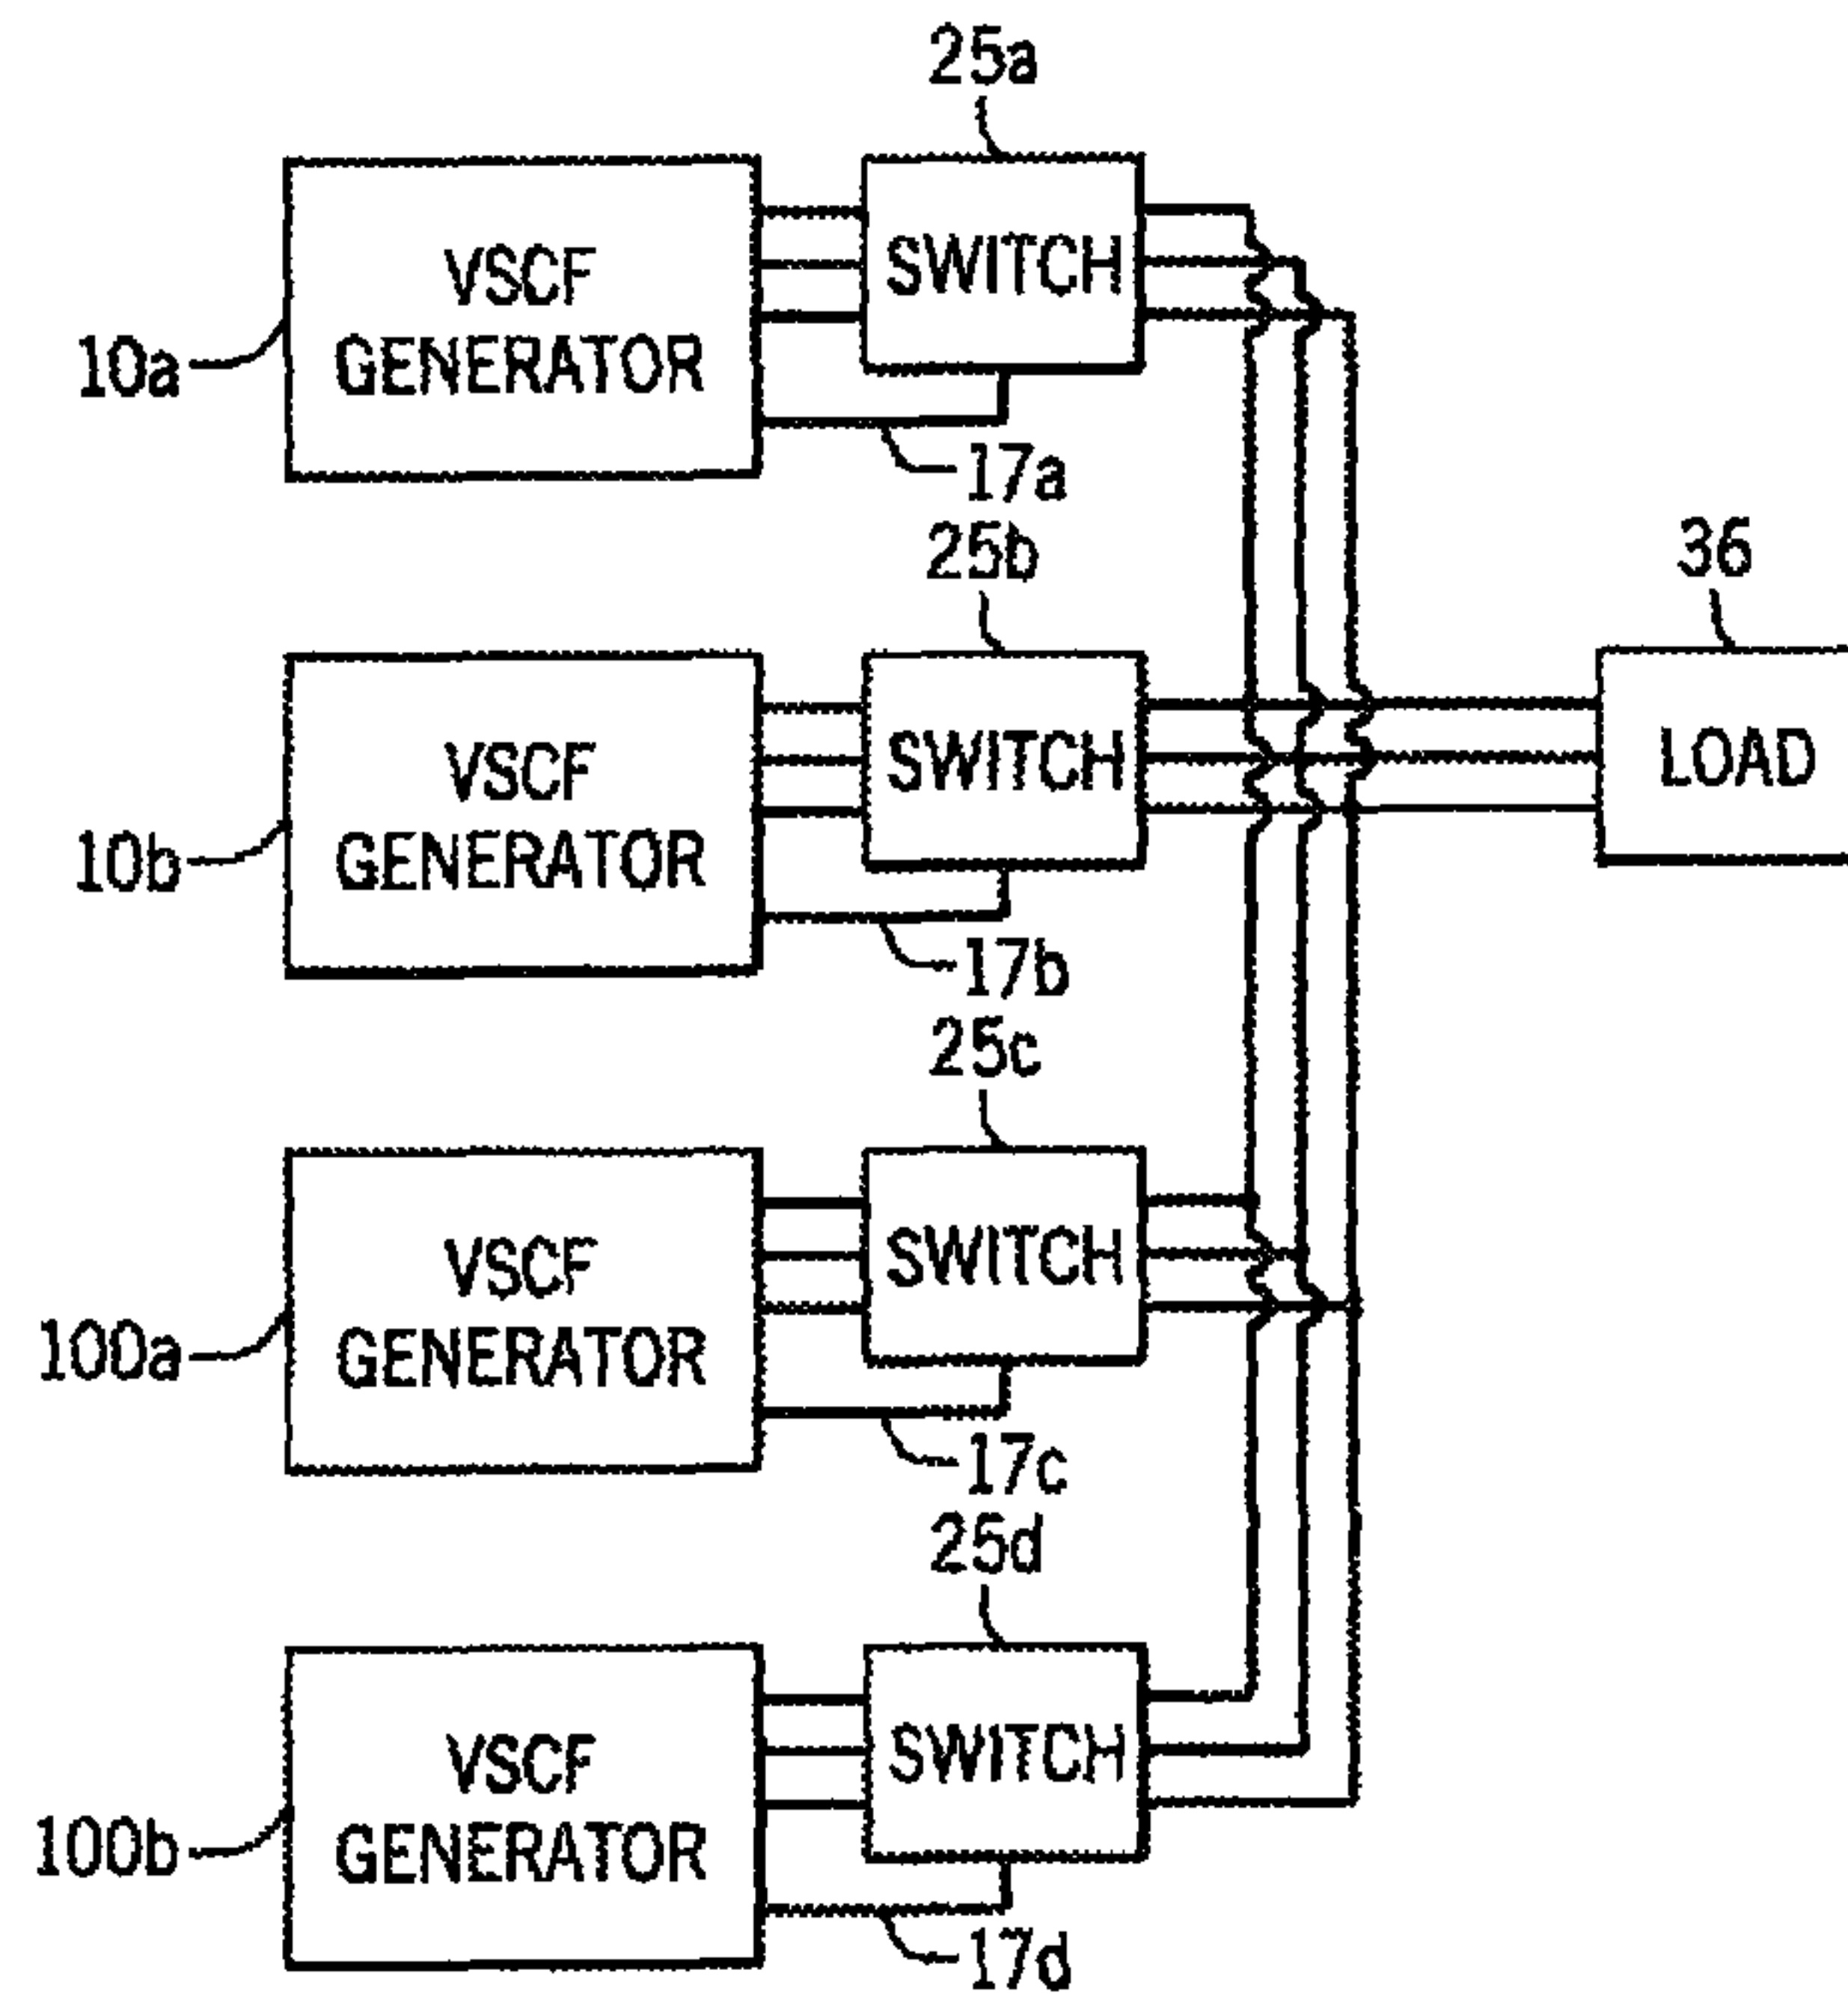 25a
VSCF
GENERATOR
SWITCH
10a
17a
25b
36
VSCF
GENERATOR
SWITCH
LOAD
10b
17b
25c
VSCF
GENERATOR
SWITCH
100a
17c
25d
VSCF
GENERATOR
SWITCH
100b
17d